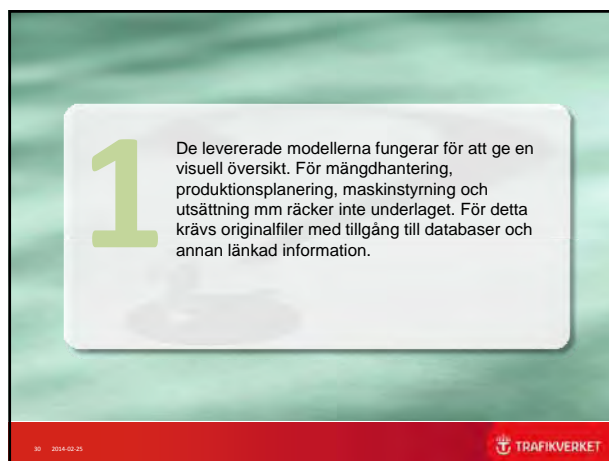 1
De levererade modellerna fungerar för att ge en
visuell översikt. För mängdhantering,
produktionsplanering, maskinstyrning och
utsättning mm räcker inte underlaget. För detta
krävs originalfiler med tillgång till databaser och
annan länkad information.
30 2014-02-25
TRAFIKVERKET